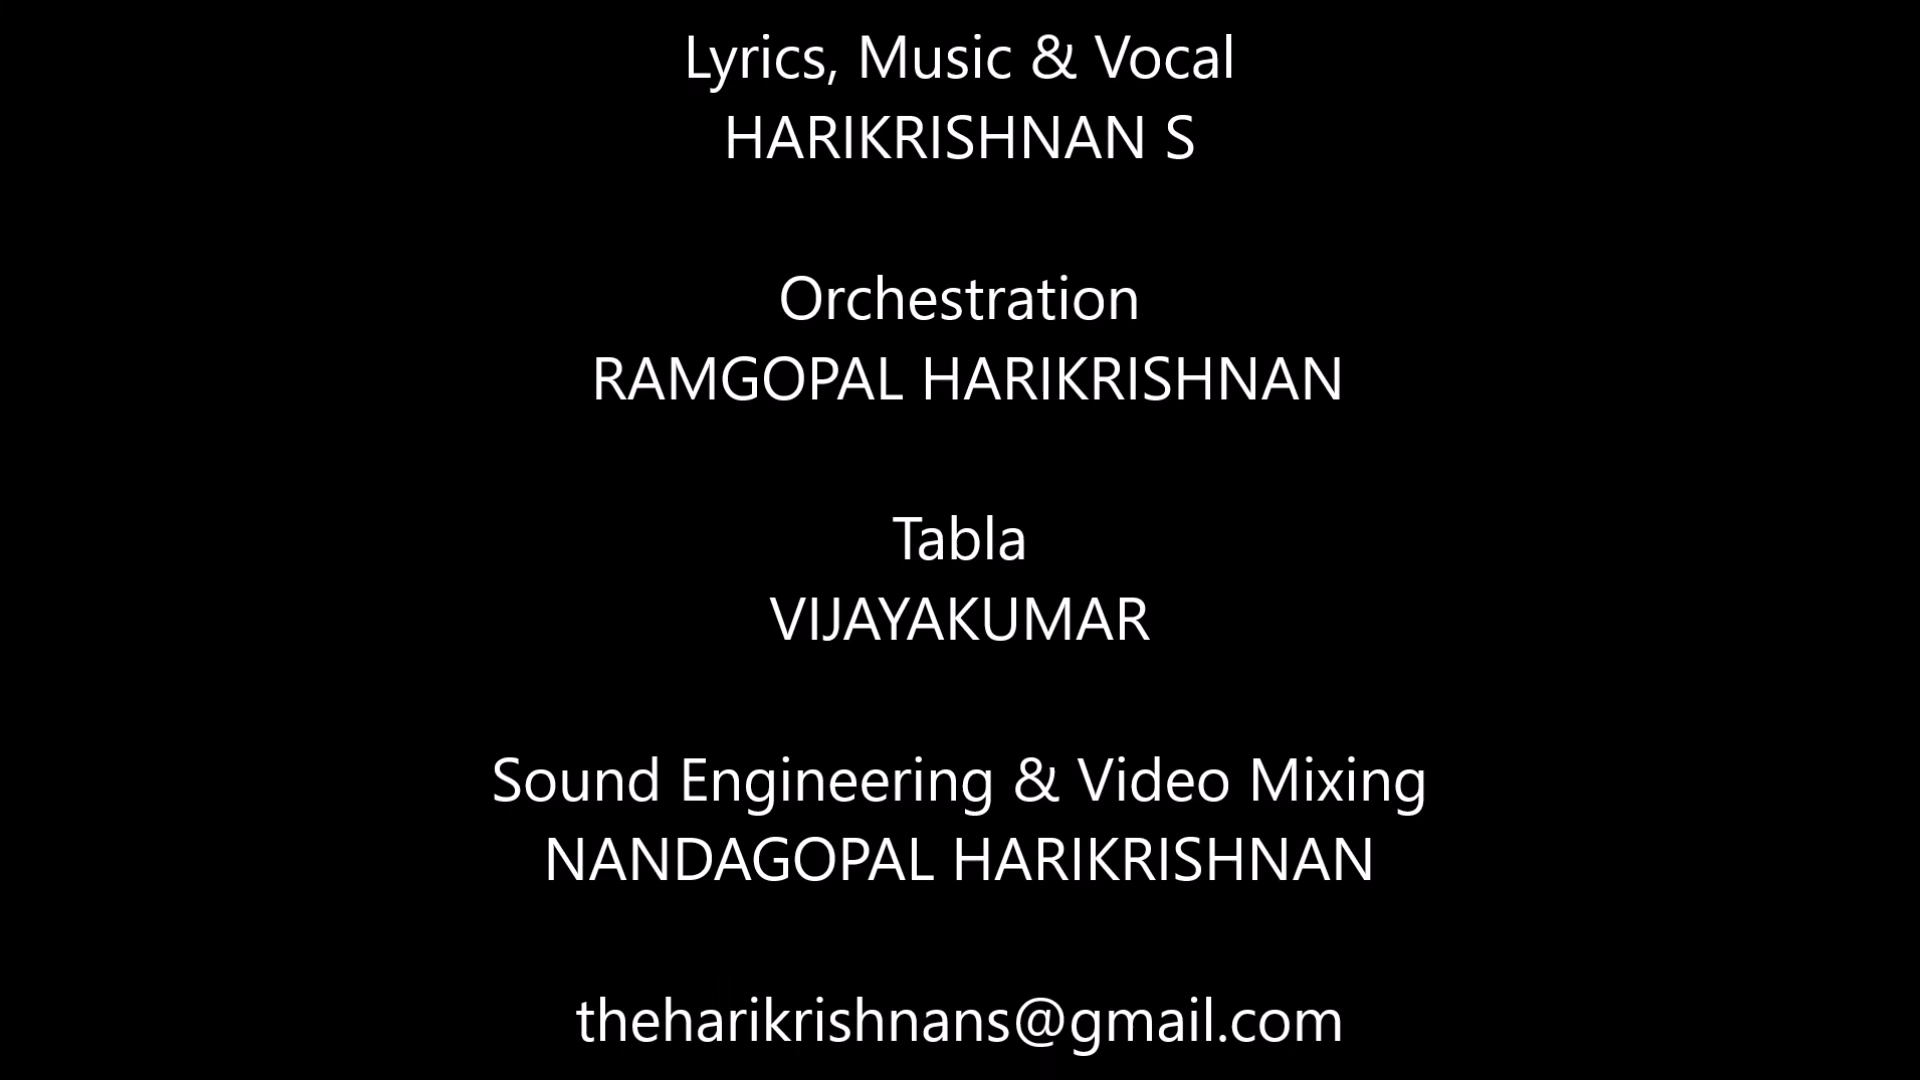 Lyrics, Music & Vocal
HARIKRISHNAN S
Orchestration
RAMGOPAL HARIKRISHNAN
Tabla
VIJAYAKUMAR
Sound Engineering & Video Mixing
NANDAGOPAL HARIKRISHNAN
theharikrishnans@gmail.com